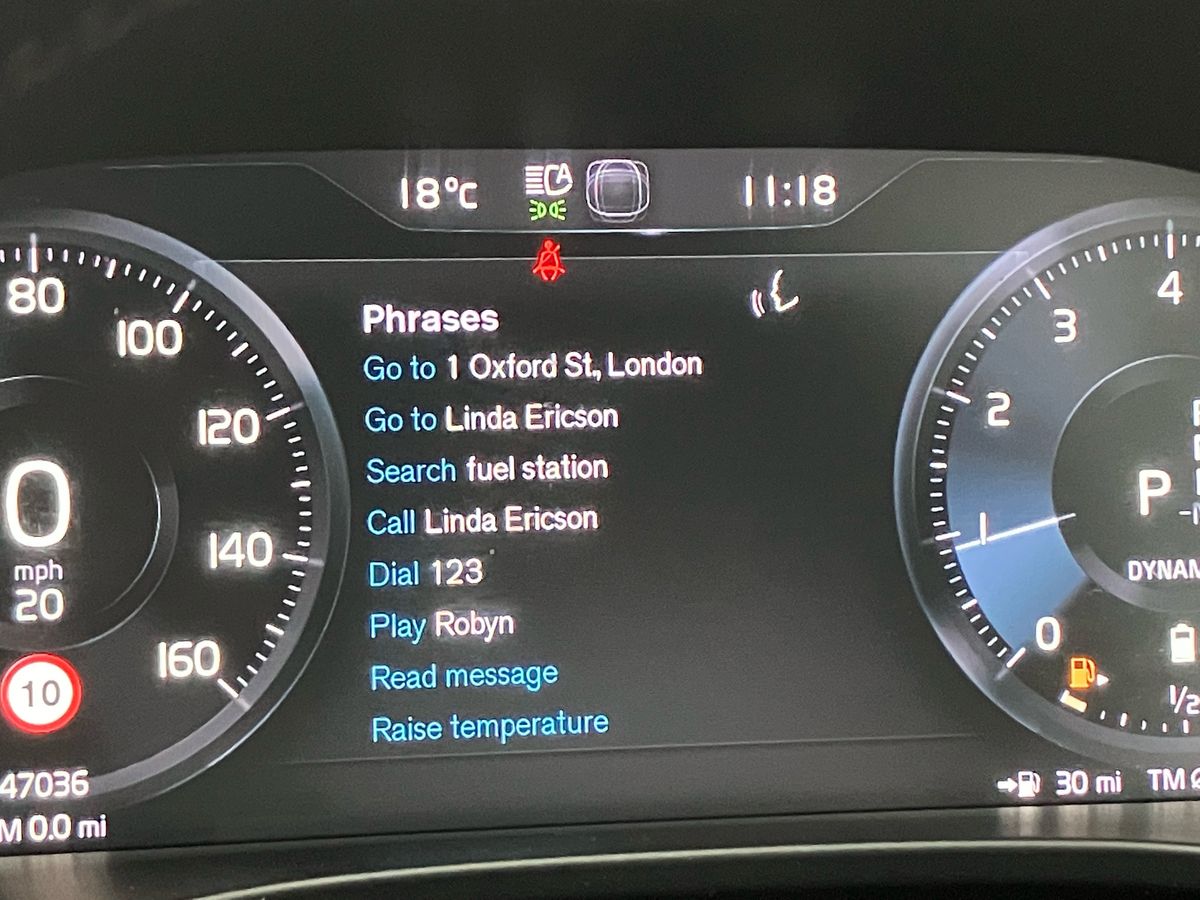 18°C
A
11:18
80
100
120
140
160
0
mph
20
10
47036
M 0.0 mi
Phrases
Go to 1 Oxford St., London
Go to Linda Ericson
Search fuel station
Call Linda Ericson
Dial 123
Play Robyn
Read message
Raise temperature
4
3
2
1
0
P
DYNAM
1/2
30 mi
TM